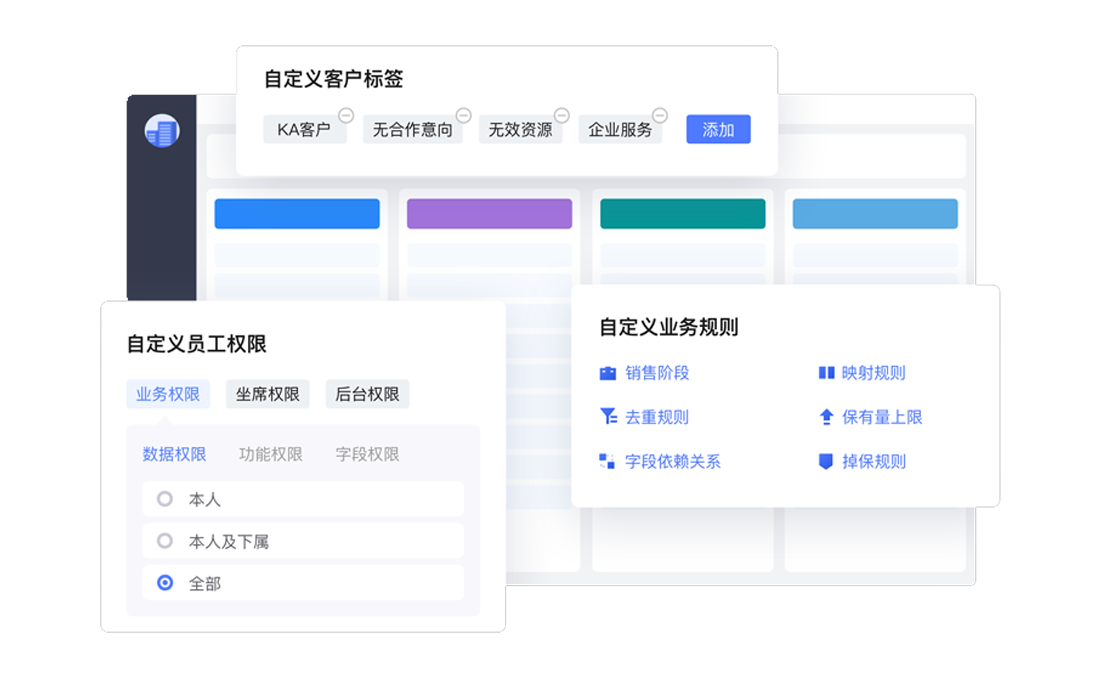 自定义客户标签
KA客户 无合作意向 无效资源 企业服务 添加
自定义员工权限
业务权限 坐席权限 后台权限
数据权限 功能权限 字段权限
本人
本人及下属
全部
自定义业务规则
销售阶段 映射规则
去重规则 保有量上限
字段依赖关系 掉保规则